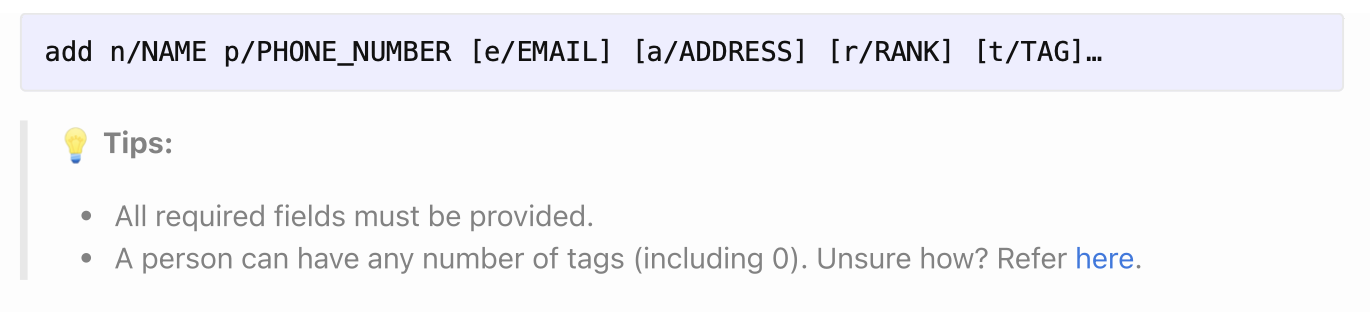 add n/NAME p/PHONE_NUMBER [e/EMAIL] [a/ADDRESS] [r/RANK] [t/TAG]…
💡 Tips:
• All required fields must be provided.
• A person can have any number of tags (including 0). Unsure how? Refer here.